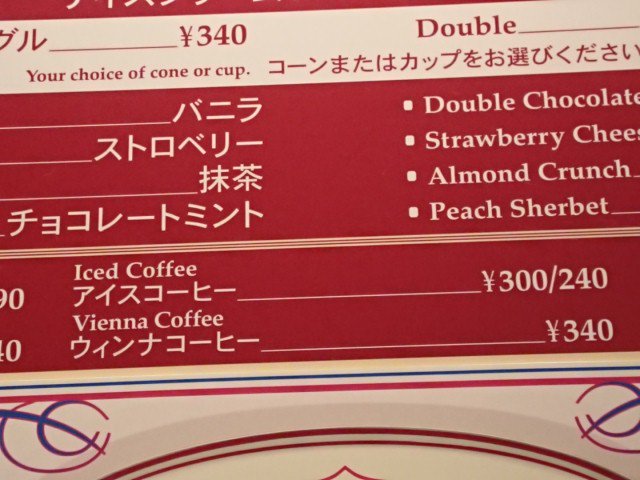 グル ¥340 Double
Your choice of cone or cup. コーンまたはカップをお選びください
バニラ • Double Chocolate
ストロベリー • Strawberry Chees
抹茶 • Almond Crunch
チョコレートミント • Peach Sherbet
Iced Coffee
90 アイスコーヒー ¥300/240
Vienna Coffee
40 ウィンナコーヒー ¥340